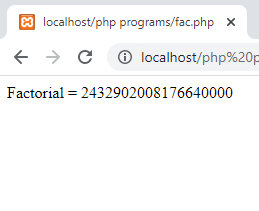 localhost/php programs/fac.php
localhost/php%20p
Factorial = 2432902008176640000